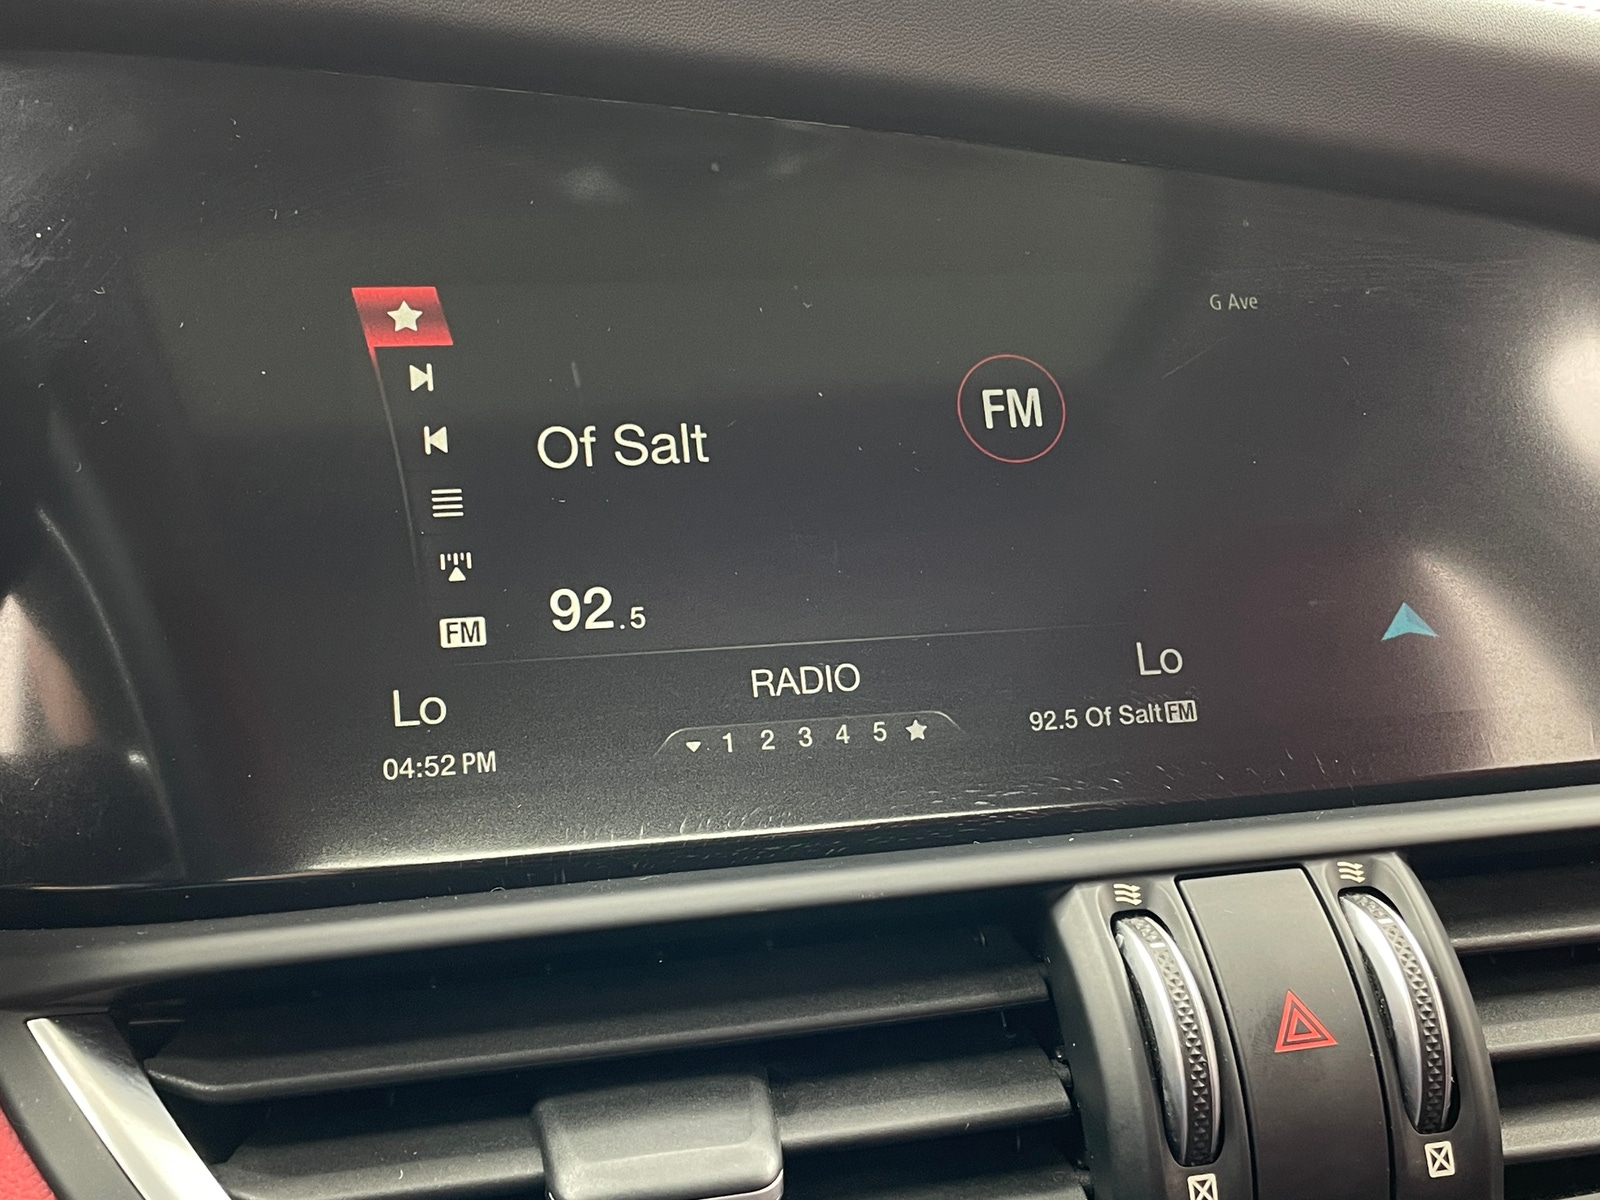 G Ave
FM
Of Salt
92.5
FM
RADIO
Lo
Lo
1 2 3 4 5
92.5 Of Salt FM
04:52 PM